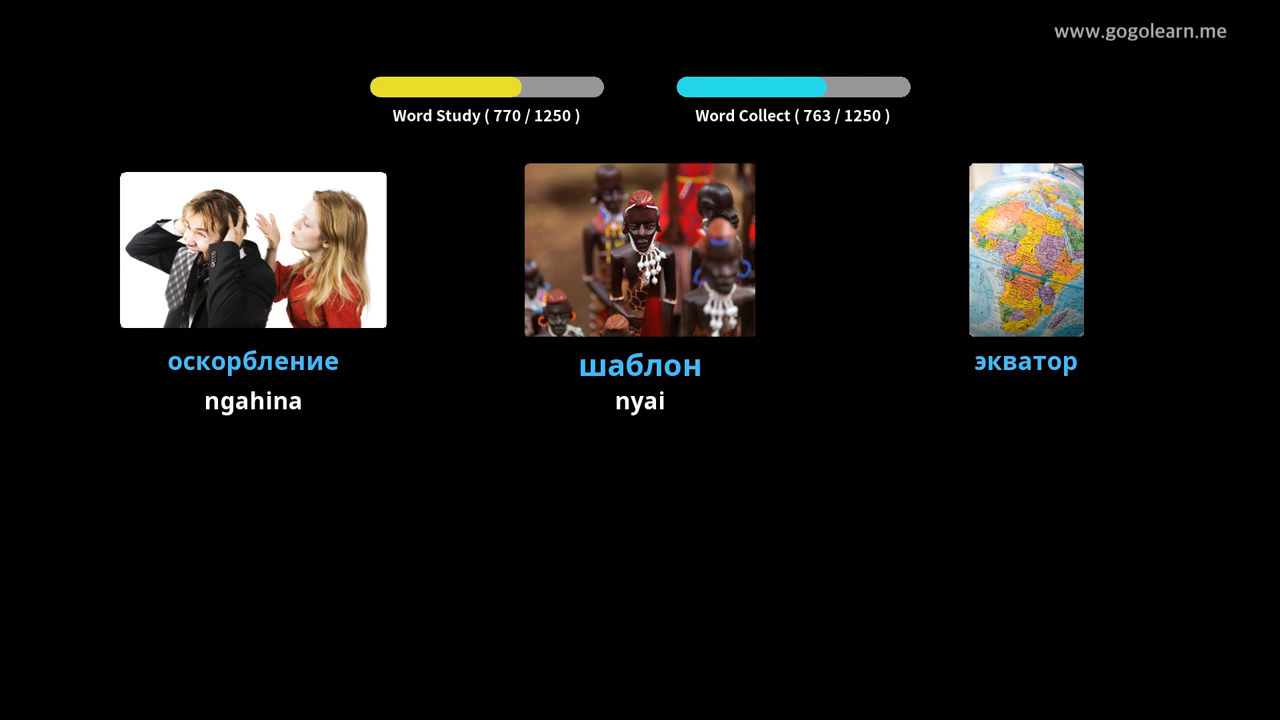 www.gogolearn.me
Word Study ( 770 / 1250 )
Word Collect ( 763 / 1250 )
оскорбление
ngahina
шаблон
nyai
экватор